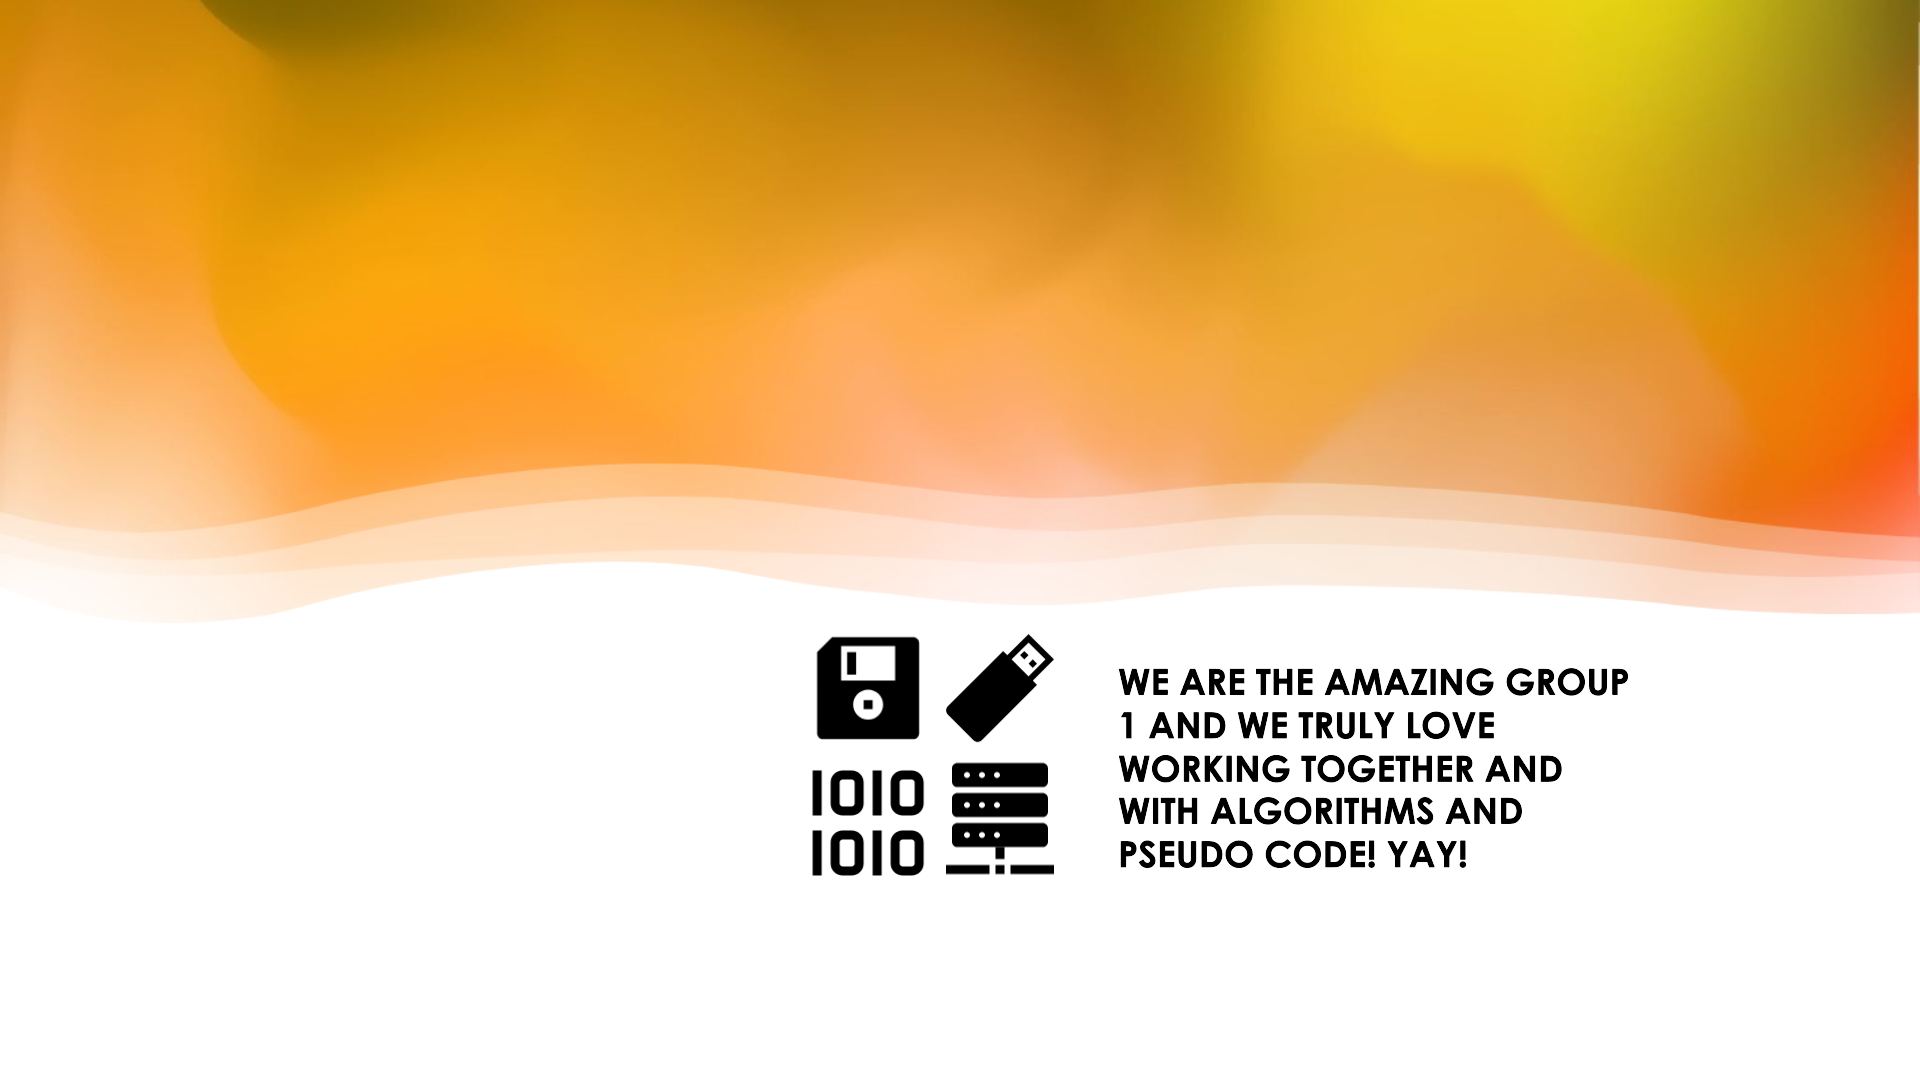 1010
1010
WE ARE THE AMAZING GROUP
1 AND WE TRULY LOVE
WORKING TOGETHER AND
WITH ALGORITHMS AND
PSEUDO CODE! YAY!